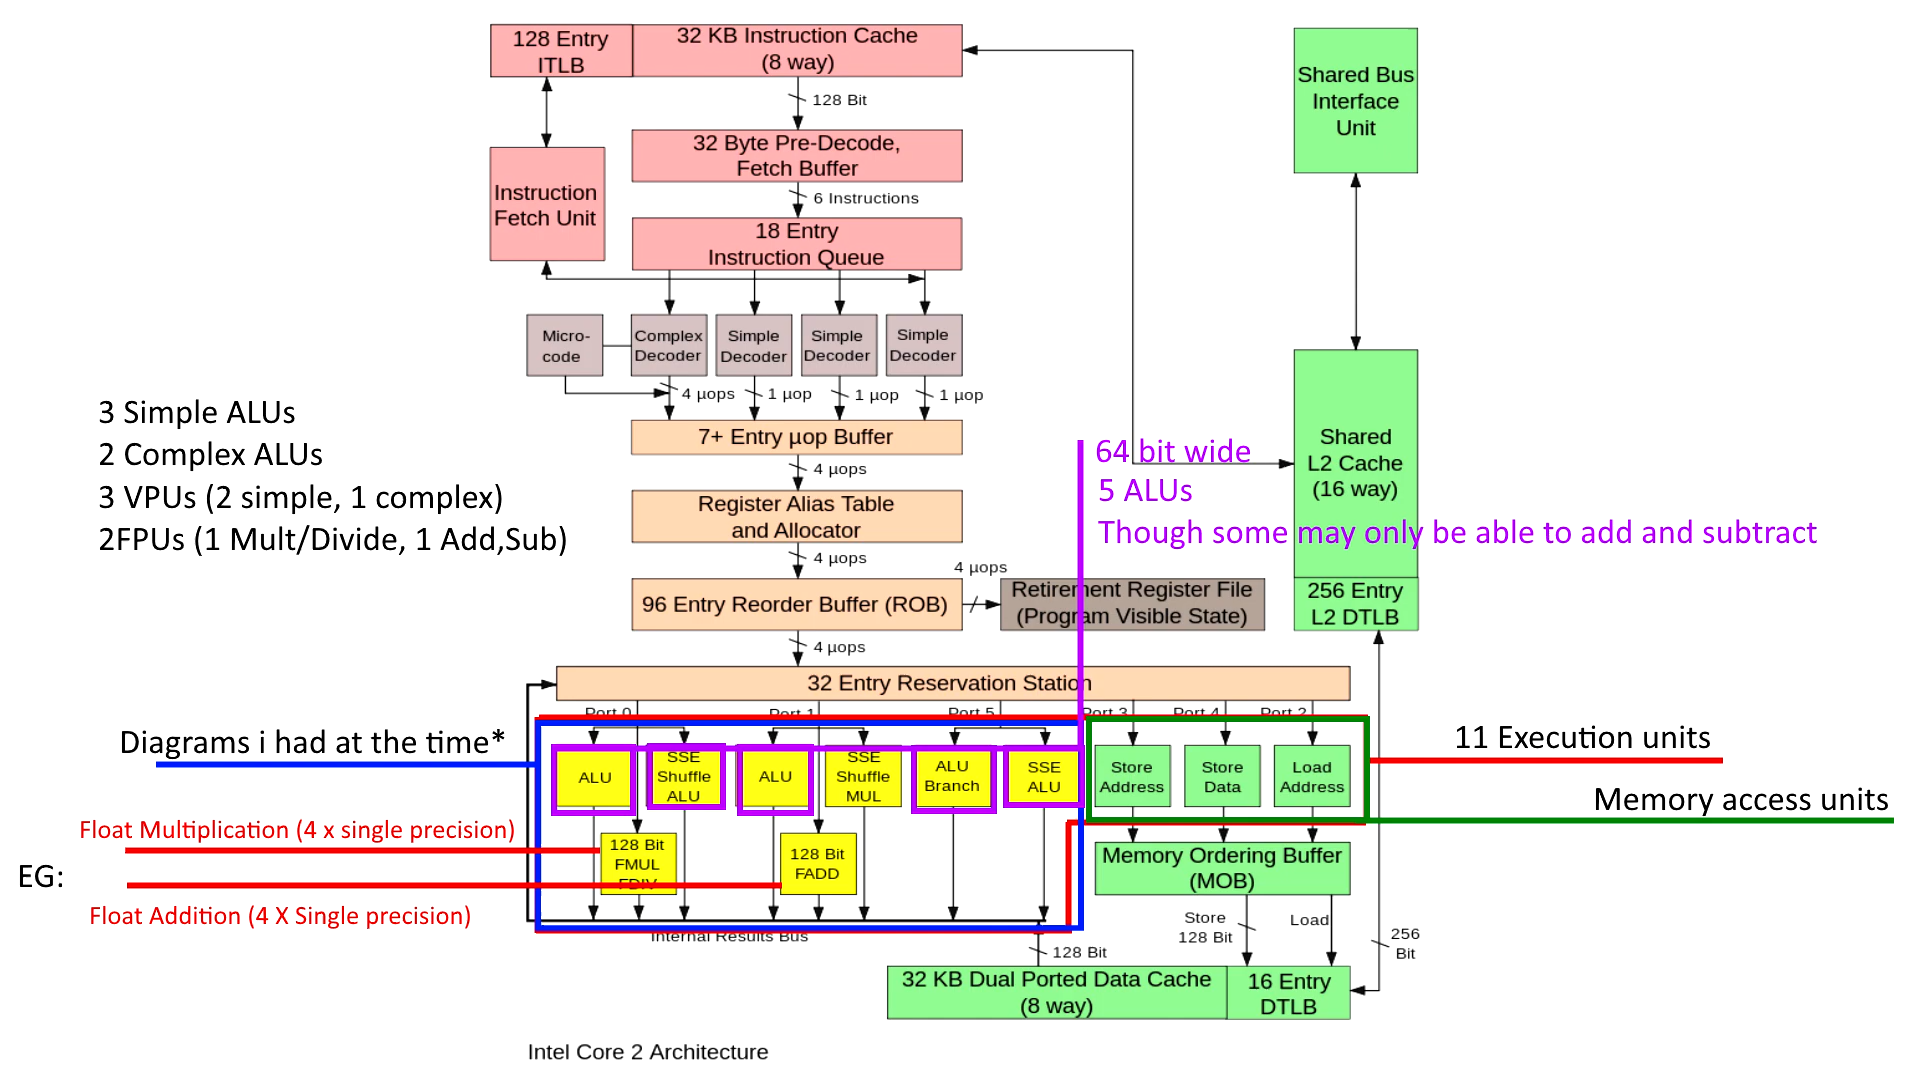 128 Entry
ITLB
32 KB Instruction Cache
(8 way)
128 Bit
Shared Bus
Interface
Unit
32 Byte Pre-Decode,
Fetch Buffer
Instruction
Fetch Unit
6 Instructions
18 Entry
Instruction Queue
Micro-
code
Complex
Decoder
Simple
Decoder
Simple
Decoder
Simple
Decoder
4 µops
1 µop
1 µop
1 µop
3 Simple ALUs
2 Complex ALUs
3 VPUs (2 simple, 1 complex)
2FPUs (1 Mult/Divide, 1 Add,Sub)
7+ Entry µop Buffer
4 µops
64 bit wide
5 ALUs
Though some may only be able to add and subtract
Shared
L2 Cache
(16 way)
Register Alias Table
and Allocator
4 µops
4 µops
96 Entry Reorder Buffer (ROB)
Retirement Register File
(Program Visible State)
256 Entry
L2 DTLB
4 µops
32 Entry Reservation Station
Port 0
Port 1
Port 5
Port 3
Port 4
Port 2
Diagrams i had at the time*
11 Execution units
Memory access units
ALU
SSE
Shuffle
ALU
ALU
SSE
Shuffle
MUL
ALU
Branch
SSE
ALU
Store
Address
Store
Data
Load
Address
Float Multiplication (4 x single precision)
EG:
Float Addition (4 X Single precision)
128 Bit
FMUL
FDIV
128 Bit
FADD
Memory Ordering Buffer
(MOB)
Internal Results Bus
128 Bit
Store
128 Bit
Load
256
Bit
32 KB Dual Ported Data Cache
(8 way)
16 Entry
DTLB
Intel Core 2 Architecture